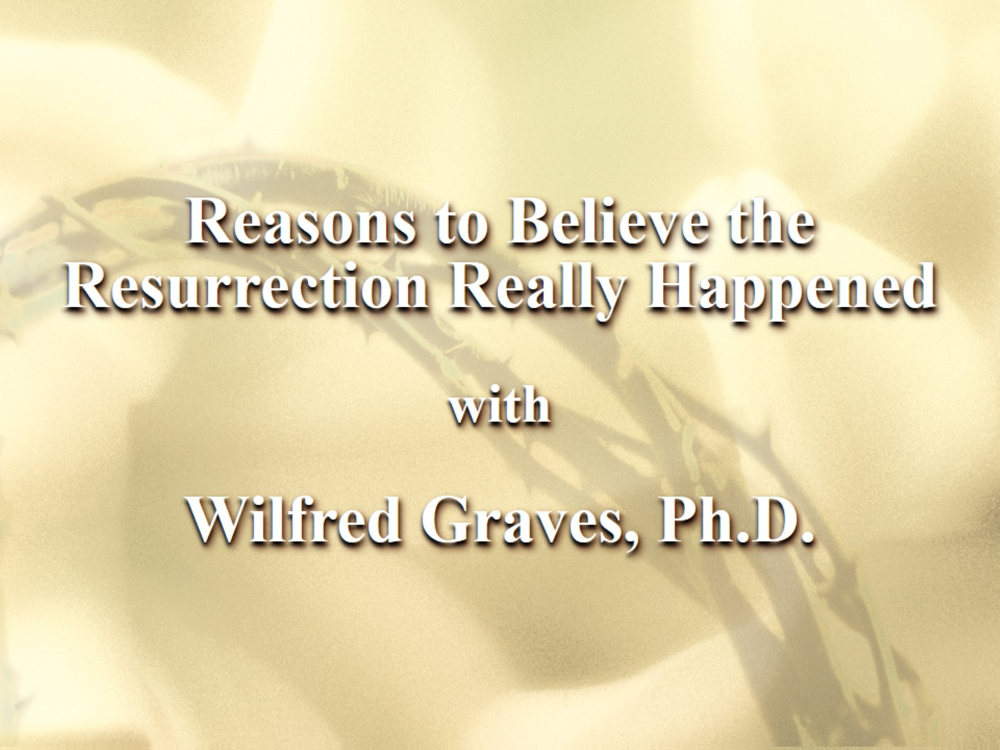 Reasons to Believe the
Resurrection Really Happened
with
Wilfred Graves, Ph.D.